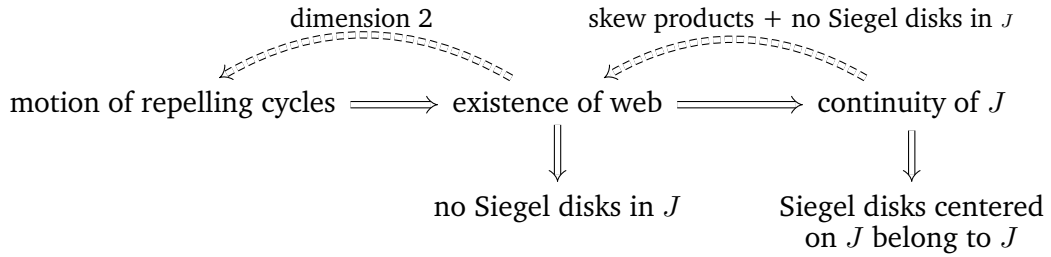 dimension 2
skew products + no Siegel disks in J
motion of repelling cycles
existence of web
continuity of J
no Siegel disks in J
Siegel disks centered
on J belong to J